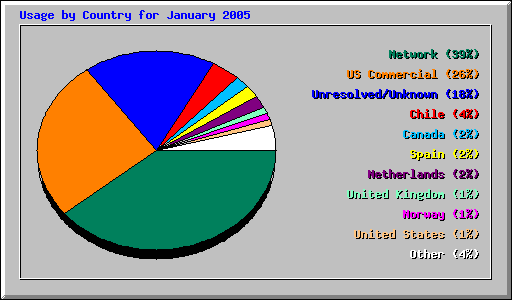 Usage by Country for January 2005
Network (39%)
US Commercial (26%)
Unresolved/Unknown (18%)
Chile (4%)
Canada (2%)
Spain (2%)
Netherlands (2%)
United Kingdom (1%)
Norway (1%)
United States (1%)
Other (4%)